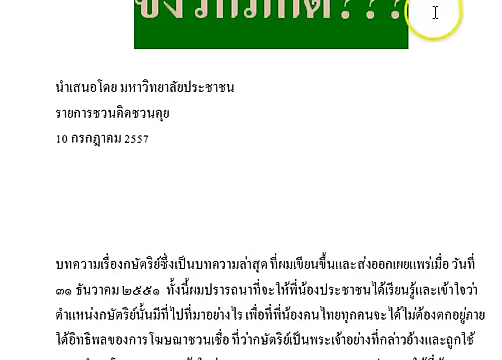 นำเสนอโดย มหาวิทยาลัยประชาชน
รายการชวนคิดชวนคุย
10 กรกฎาคม 2557
บทความเรื่องกษัตริย์ซึ่งเป็นบทความล่าสุด ที่ผมเขียนขึ้นและส่งออกเผยแพร่เมื่อ วันที่
๓๑ ธันวาคม ๒๕๕๑ ทั้งนี้ผมปรารถนาที่จะให้พี่น้องประชาชนได้เรียนรู้และเข้าใจว่า
ตำแหน่งกษัตริย์นั้นมีที่ไปที่มาอย่างไร เพื่อที่พี่น้องคนไทยทุกคนจะได้ไม่ต้องตกอยู่ภาย
ใต้อิทธิพลของการโฆษณาชวนเชื่อ ที่ว่ากษัตริย์เป็นพระเจ้าอย่างที่กล่าวอ้างและถูกใช้